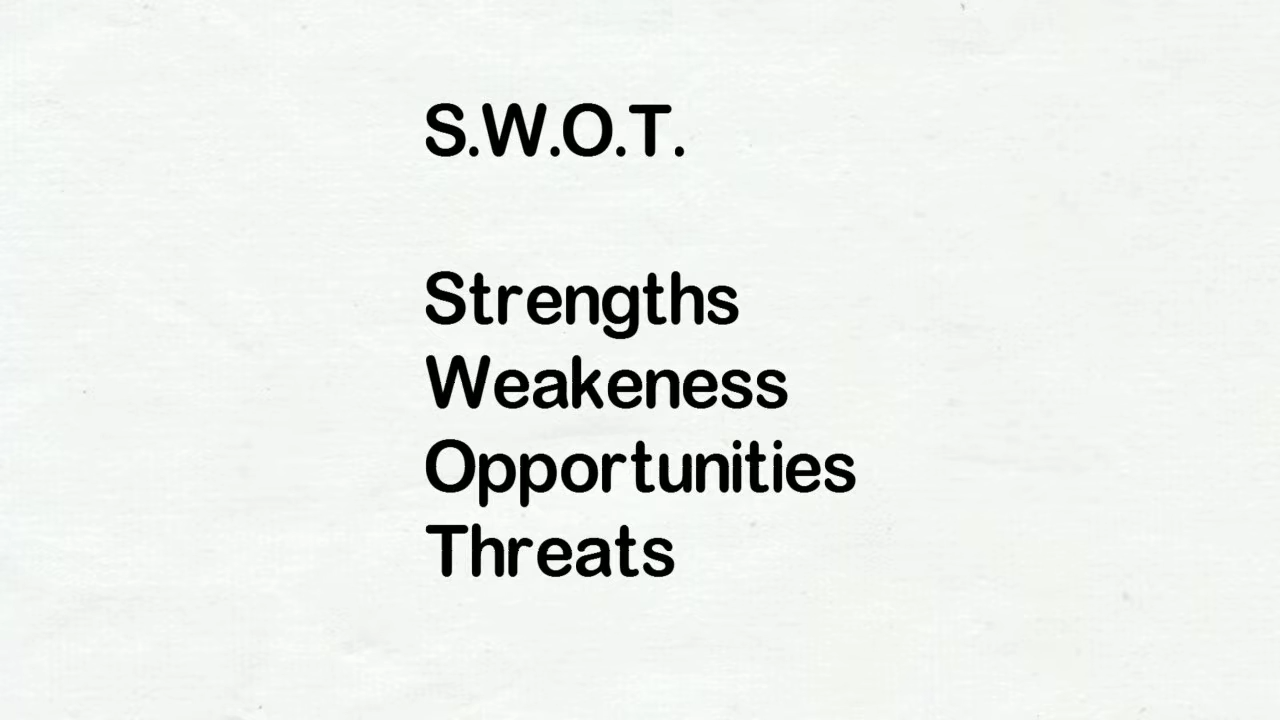 S.W.O.T.
Strengths
Weakeness
Opportunities
Threats